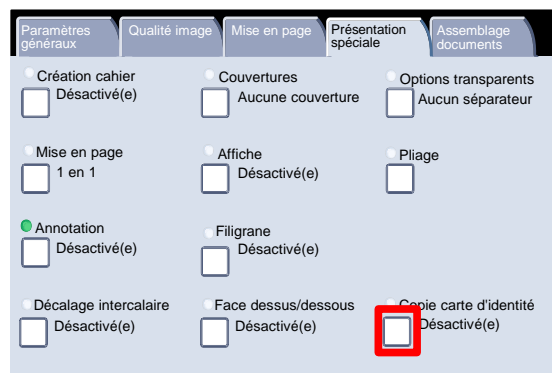 Paramètres généraux
Qualité image
Mise en page
Présentation spéciale
Assemblage documents
Création cahier
Désactivé(e)
Couvertures
Aucune couverture
Options transparents
Aucun séparateur
Mise en page
1 en 1
Affiche
Désactivé(e)
Pliage
Annotation
Désactivé(e)
Filigrane
Désactivé(e)
Décalage intercalaire
Désactivé(e)
Face dessus/dessous
Désactivé(e)
Copie carte d'identité
Désactivé(e)